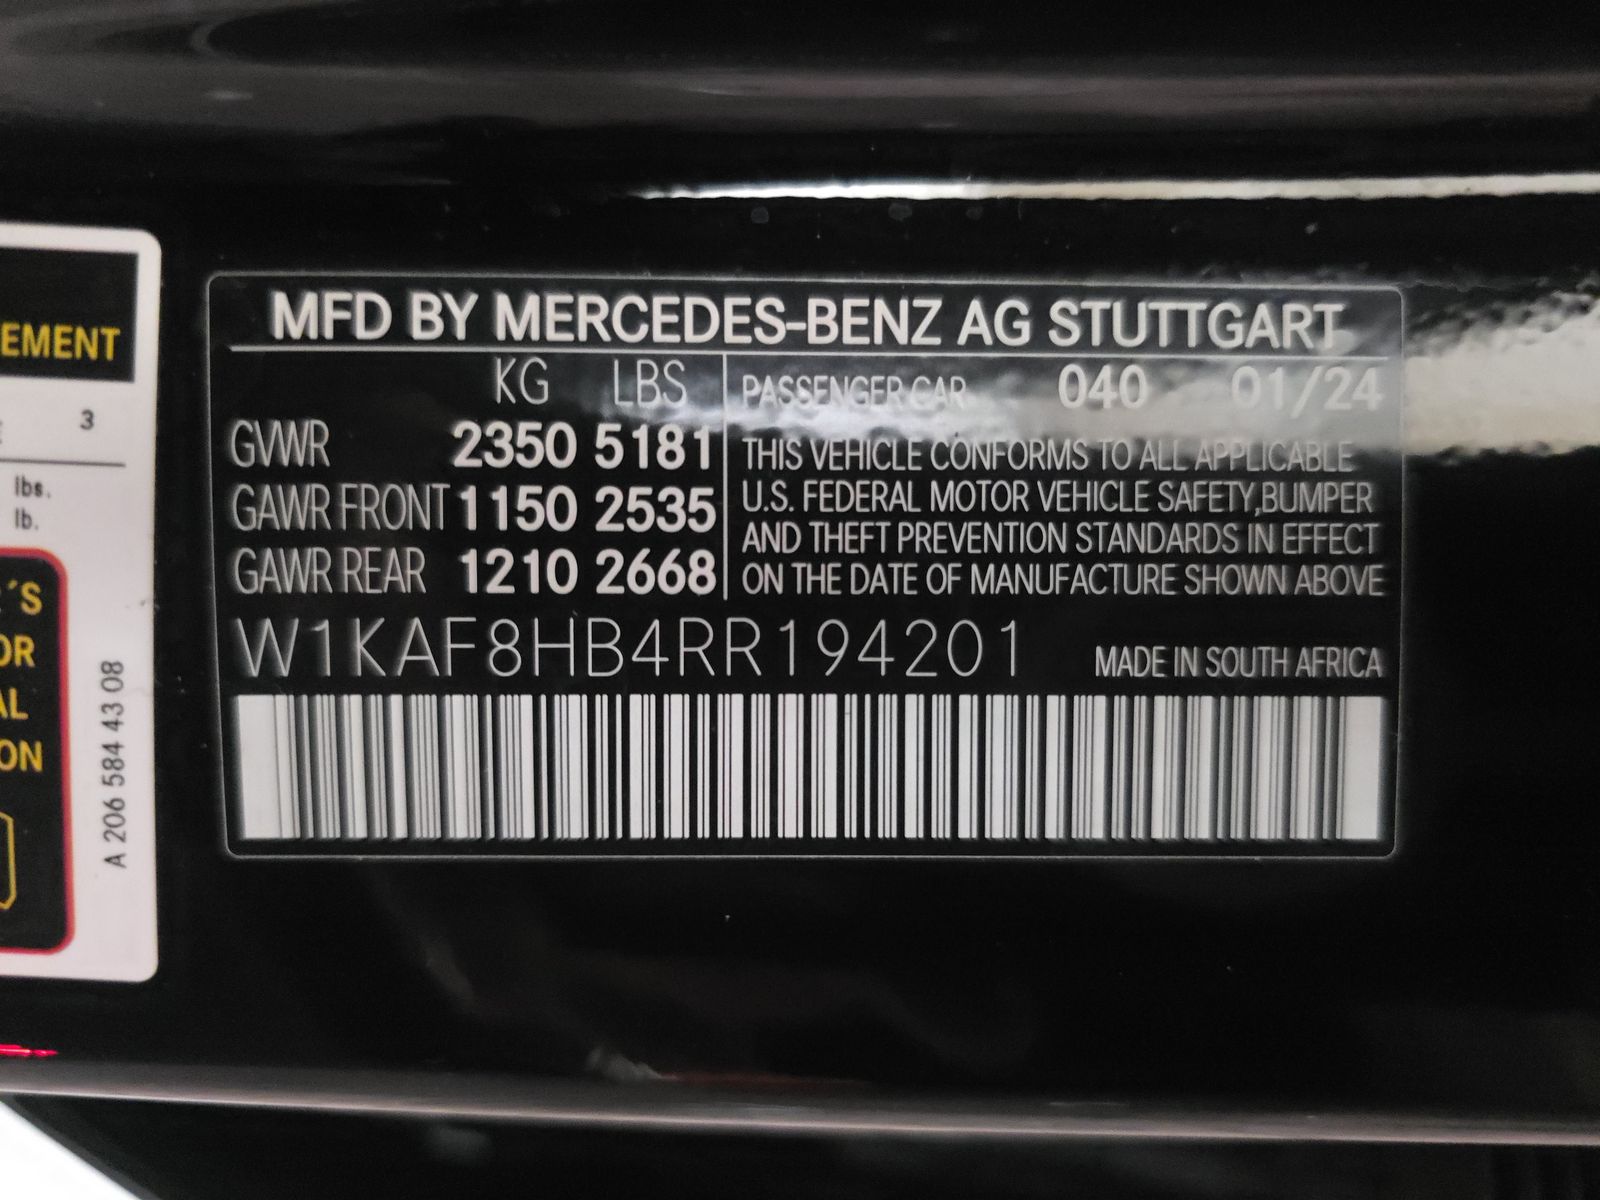 MFD BY MERCEDES-BENZ AG STUTTGART
KG LBS
GVWR 2350 5181
GAWR FRONT 1150 2535
GAWR REAR 1210 2668
PASSENGER CAR 040 01/24
THIS VEHICLE CONFORMS TO ALL APPLICABLE
U.S. FEDERAL MOTOR VEHICLE SAFETY,BUMPER
AND THEFT PREVENTION STANDARDS IN EFFECT
ON THE DATE OF MANUFACTURE SHOWN ABOVE
W1KAF8HB4RR194201 MADE IN SOUTH AFRICA
EMENT
3
lbs.
lb.
´S
OR
AL
ON
A 206 584 43 08